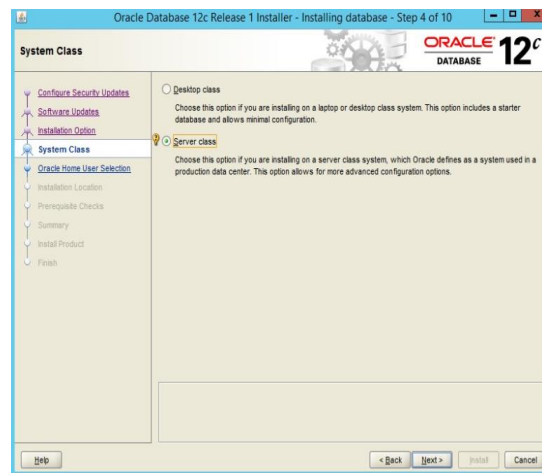 Oracle Database 12c Release 1 Installer - Installing database - Step 4 of 10
System Class
ORACLE
DATABASE
12c
Configure Security Updates
Software Updates
Installation Option
System Class
Oracle Home User Selection
Installation Location
Prerequisite Checks
Summary
Install Product
Finish
Desktop class
Choose this option if you are installing on a laptop or desktop class system. This option includes a starter
database and allows minimal configuration.
Server class
Choose this option if you are installing on a server class system, which Oracle defines as a system used in a
production data center. This option allows for more advanced configuration options.
Help
< Back
Next >
Install
Cancel